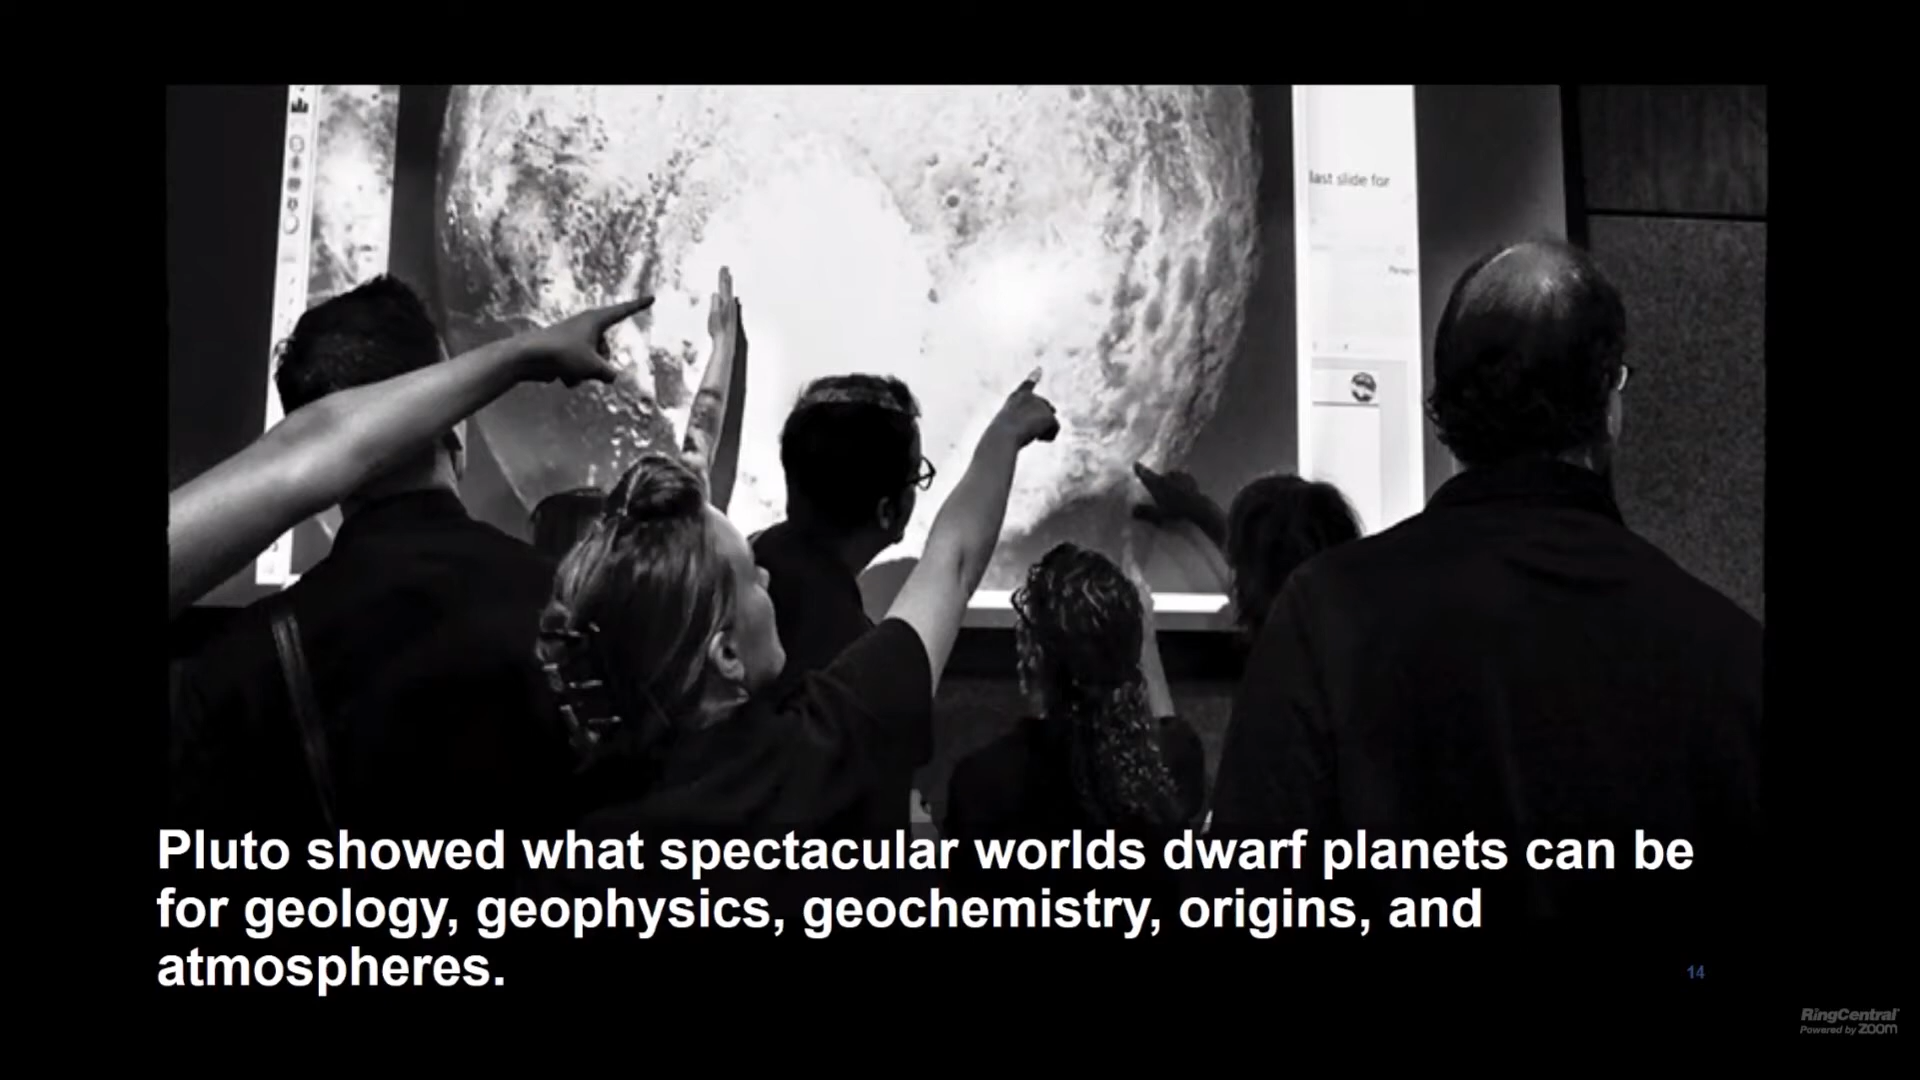 last slide for
Pluto showed what spectacular worlds dwarf planets can be
for geology, geophysics, geochemistry, origins, and
atmospheres.
14
RingCentral
Powered by zoom